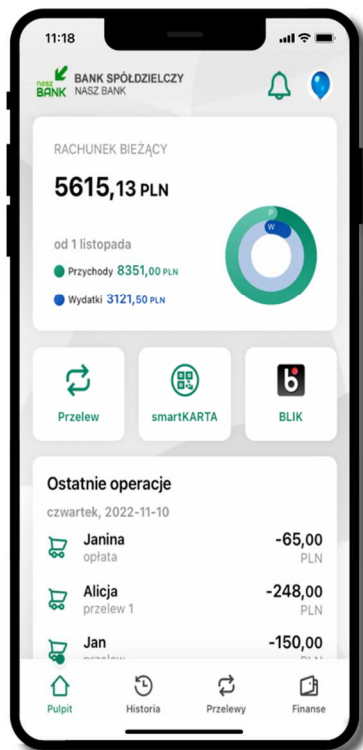 11:18
nasz BANK
BANK SPÓŁDZIELCZY
NASZ BANK
RACHUNEK BIEŻĄCY
5615,13 PLN
od 1 listopada
Przychody 8351,00 PLN
Wydatki 3121,50 PLN
P
W
Przelew
smartKARTA
BLIK
b
Ostatnie operacje
czwartek, 2022-11-10
Janina -65,00
opłata PLN
Alicja -248,00
przelew 1 PLN
Jan -150,00
przelew PLN
Pulpit
Historia
Przelewy
Finanse